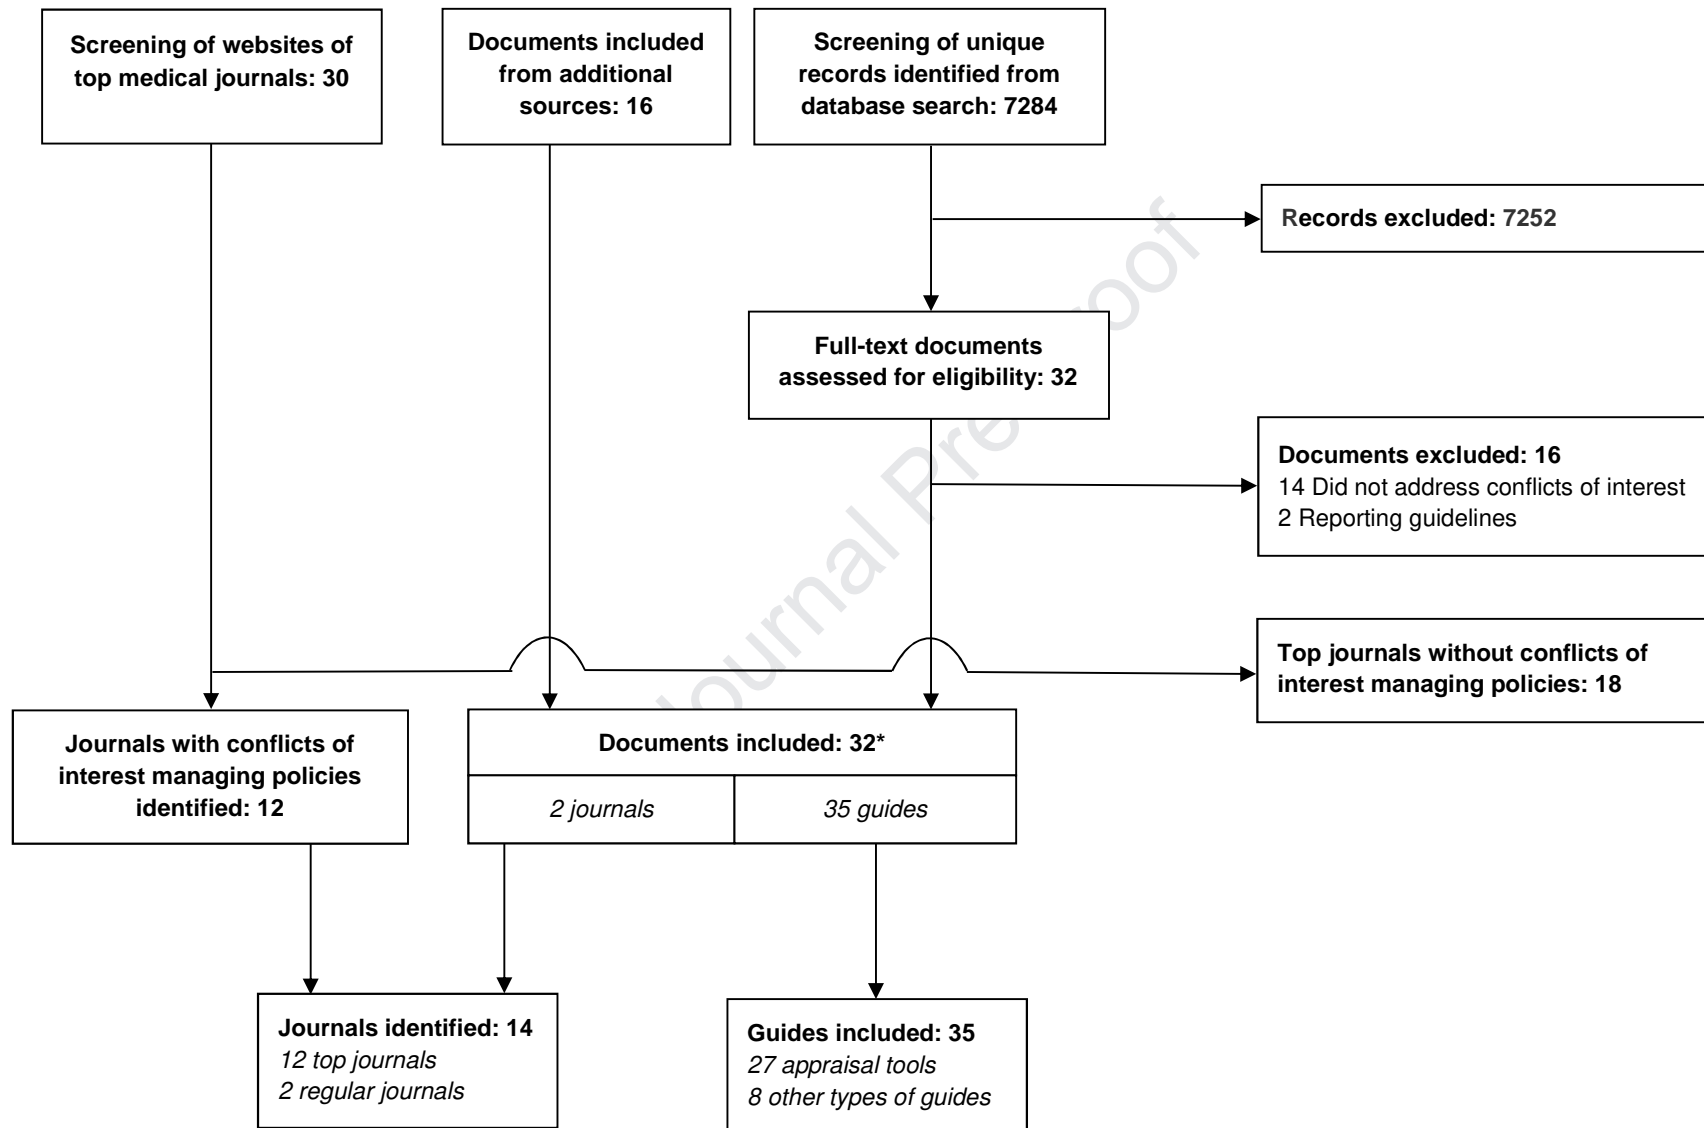 Screening of websites of
top medical journals: 30
Documents included
from additional
sources: 16
Screening of unique
records identified from
database search: 7284
Records excluded: 7252
Full-text documents
assessed for eligibility: 32
Documents excluded: 16
14 Did not address conflicts of interest
2 Reporting guidelines
Top journals without conflicts of
interest managing policies: 18
Journals with conflicts of
interest managing policies
identified: 12
Documents included: 32*
2 journals
35 guides
Journals identified: 14
12 top journals
2 regular journals
Guides included: 35
27 appraisal tools
8 other types of guides
Journal Pre-proof